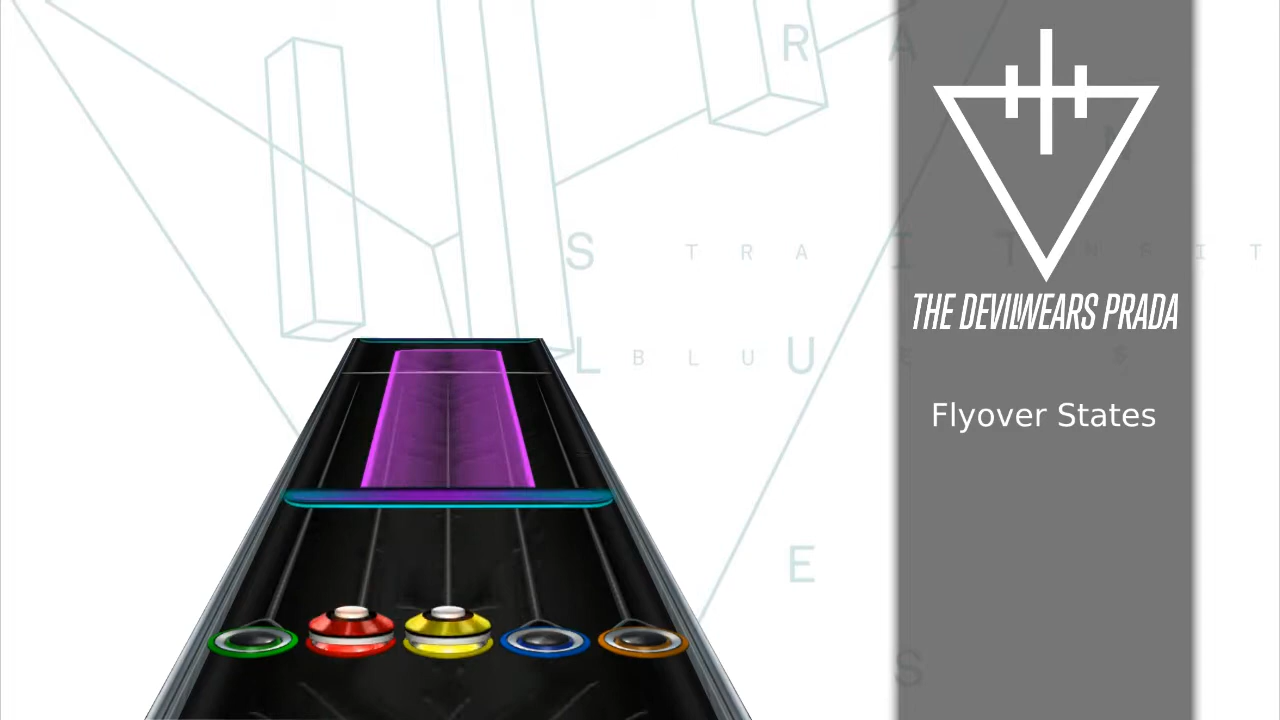 R A
N
S T R A I T N S I T
L B L U U E S
E
S
THE DEVIL WEARS PRADA
Flyover States